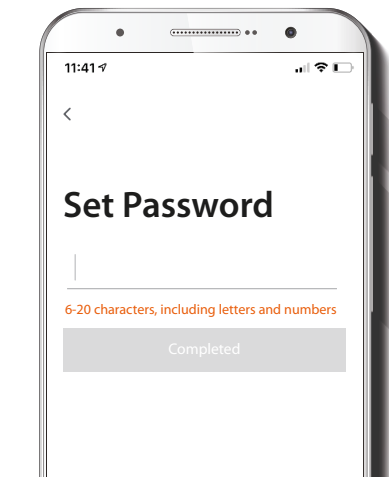 11:41
Set Password
6-20 characters, including letters and numbers
Completed